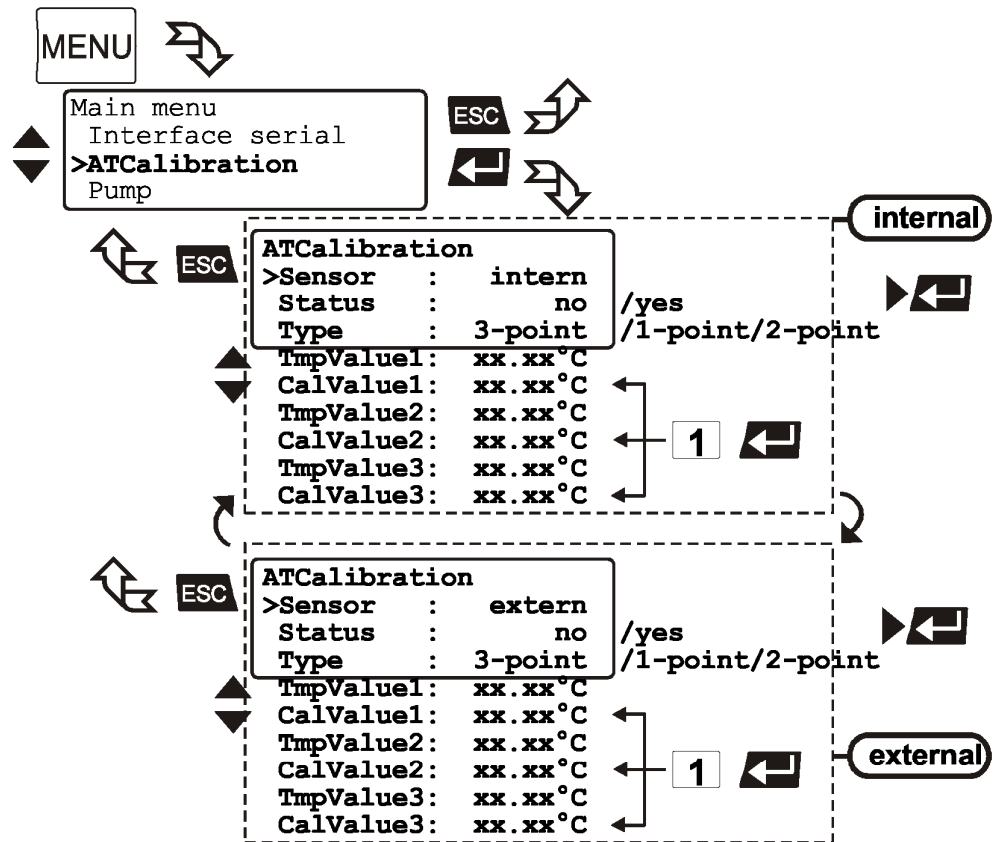 MENU
Main menu
Interface serial
>ATCalibration
Pump
ESC
internal
ESC
ATCalibration
>Sensor : intern
Status : no /yes
Type : 3-point /1-point/2-point
TmpValue1: xx.xx°C
CalValue1: xx.xx°C
TmpValue2: xx.xx°C
CalValue2: xx.xx°C
1
TmpValue3: xx.xx°C
CalValue3: xx.xx°C
ESC
ATCalibration
>Sensor : extern
Status : no /yes
Type : 3-point /1-point/2-point
TmpValue1: xx.xx°C
CalValue1: xx.xx°C
TmpValue2: xx.xx°C
CalValue2: xx.xx°C
1
external
TmpValue3: xx.xx°C
CalValue3: xx.xx°C